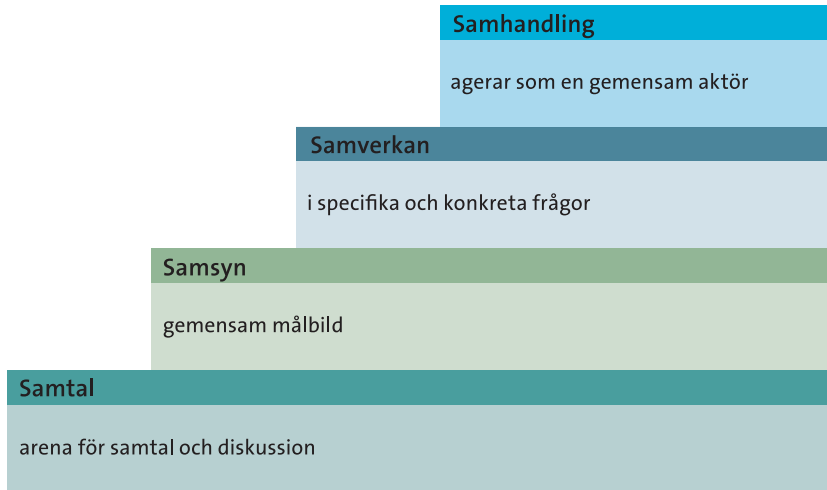 Samhandling
agerar som en gemensam aktör
Samverkan
i specifika och konkreta frågor
Samsyn
gemensam målbild
Samtal
arena för samtal och diskussion